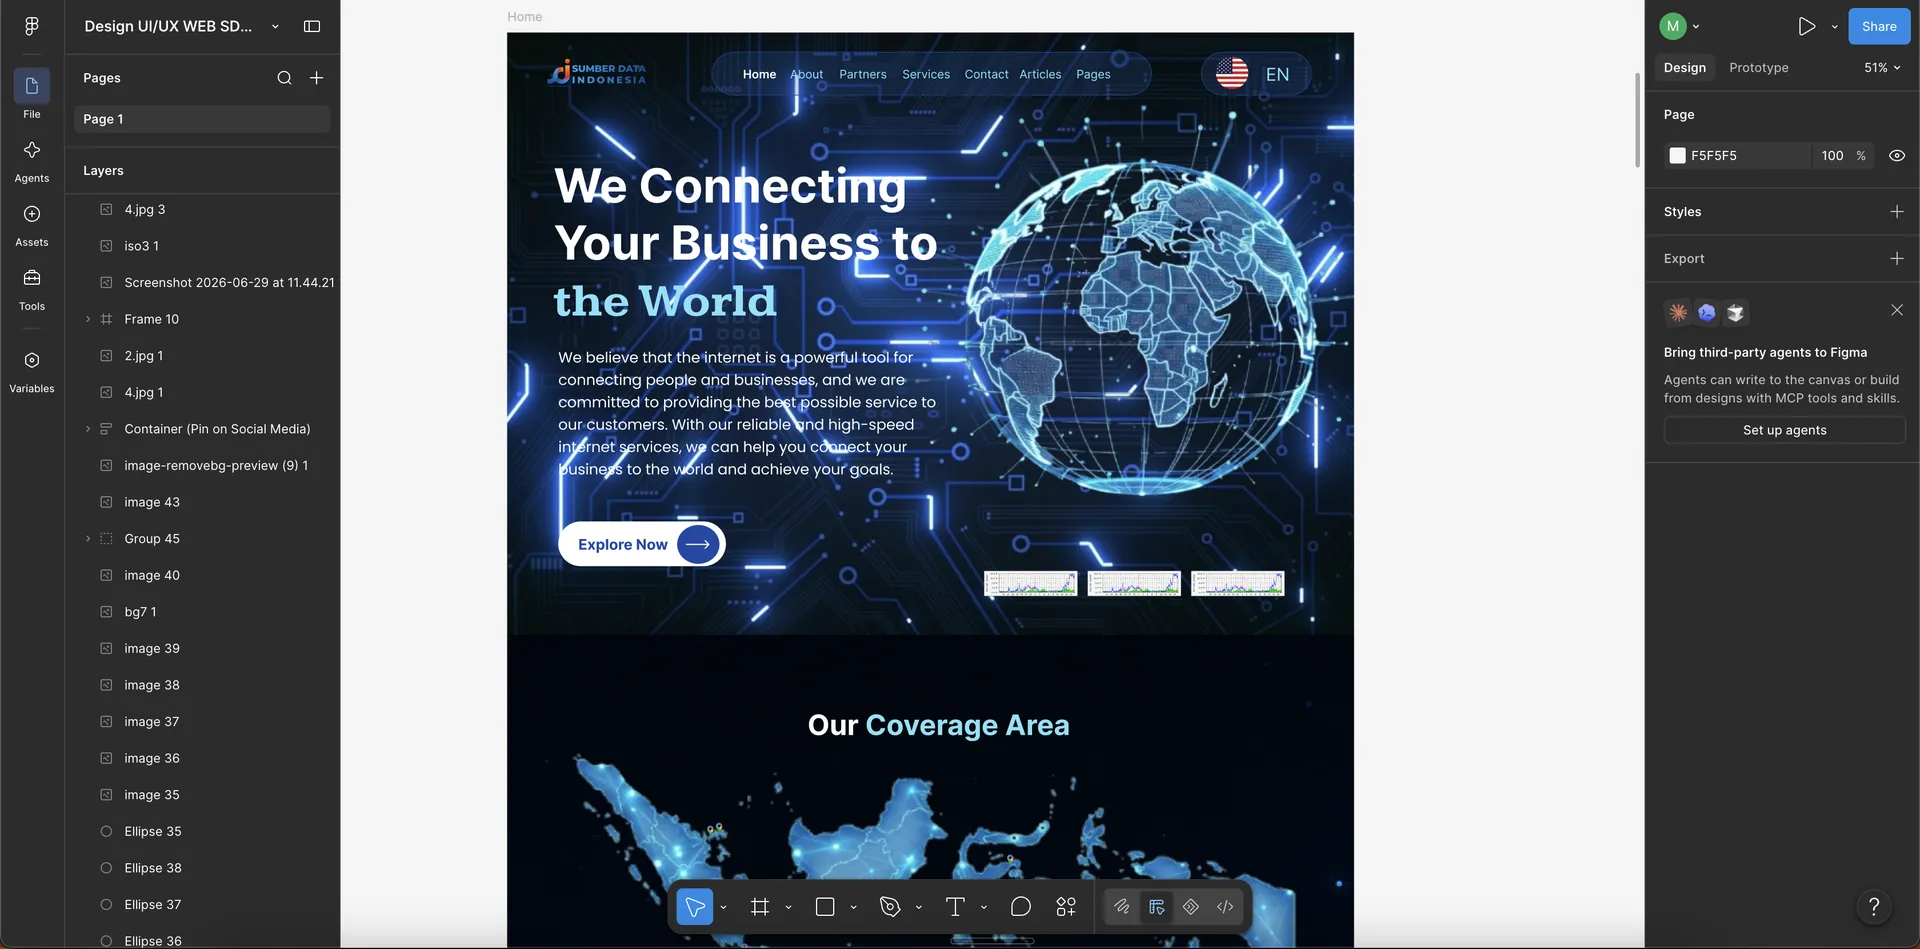 Design UI/UX WEB SD...
File
Agents
Assets
Tools
Variables
Pages
Page 1
Layers
4.jpg 3
iso3 1
Screenshot 2026-06-29 at 11.44.21
Frame 10
2.jpg 1
4.jpg 1
Container (Pin on Social Media)
image-removebg-preview (9) 1
image 43
Group 45
image 40
bg7 1
image 39
image 38
image 37
image 36
image 35
Ellipse 35
Ellipse 38
Ellipse 37
Ellipse 36
Home
SUMBER DATA
INDONESIA
Home About Partners Services Contact Articles Pages
EN
We Connecting
Your Business to
the World
We believe that the internet is a powerful tool for
connecting people and businesses, and we are
committed to providing the best possible service to
our customers. With our reliable and high-speed
internet services, we can help you connect your
business to the world and achieve your goals.
Explore Now
Our Coverage Area
M
Share
Design Prototype 51%
Page
F5F5F5 100 %
Styles
Export
Bring third-party agents to Figma
Agents can write to the canvas or build
from designs with MCP tools and skills.
Set up agents
?